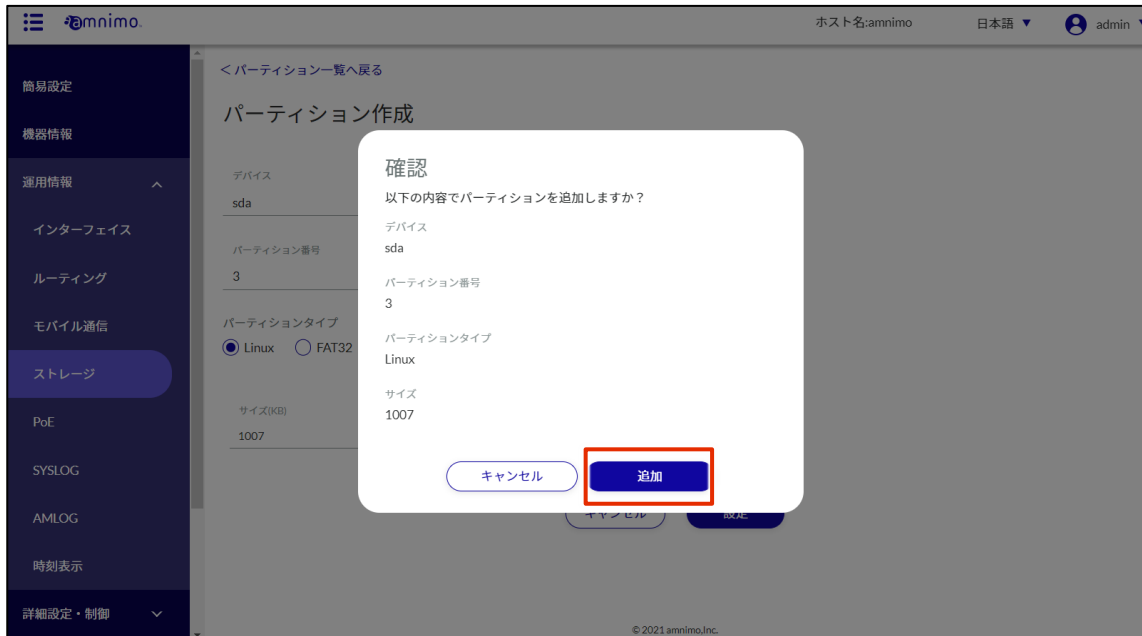 amnimo.
ホスト名:amnimo
日本語 ▼
admin
簡易設定
機器情報
運用情報
インターフェイス
ルーティング
モバイル通信
ストレージ
PoE
SYSLOG
AMLOG
時刻表示
詳細設定・制御
<パーティション一覧へ戻る
パーティション作成
デバイス
sda
パーティション番号
3
パーティションタイプ
Linux FAT32
サイズ(KB)
1007
キャンセル 設定
確認
以下の内容でパーティションを追加しますか？
デバイス
sda
パーティション番号
3
パーティションタイプ
Linux
サイズ
1007
キャンセル 追加
© 2021 amnimo,Inc.